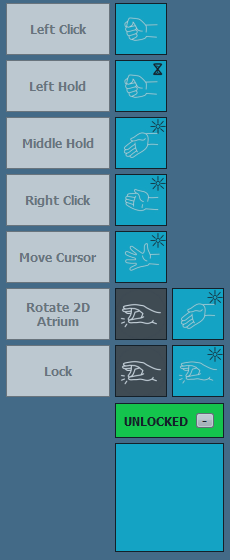 Left Click
Left Hold
Middle Hold
Right Click
Move Cursor
Rotate 2D
Atrium
Lock
UNLOCKED -